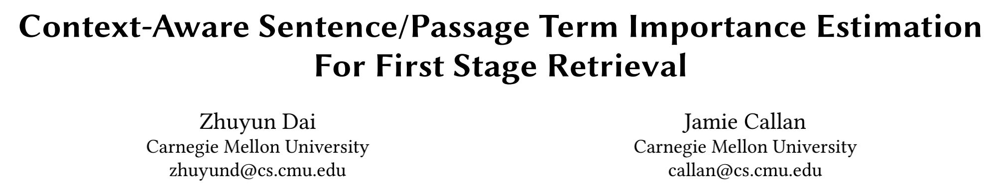 Context-Aware Sentence/Passage Term Importance Estimation
For First Stage Retrieval
Zhuyun Dai
Carnegie Mellon University
zhuyund@cs.cmu.edu
Jamie Callan
Carnegie Mellon University
callan@cs.cmu.edu